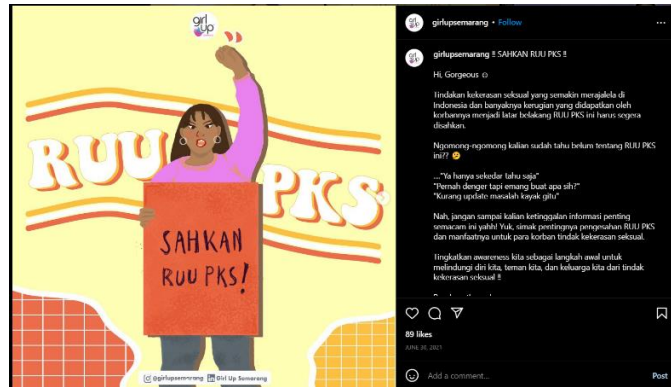 girl
up
RUU PKS
SAHKAN
RUU PKS!
@girlupsemarang Girl Up Semarang
girlupsemarang • Follow
girlupsemarang ‼ SAHKAN RUU PKS ‼
Hi, Gorgeous
Tindakan kekerasan seksual yang semakin merajalela di
Indonesia dan banyaknya kerugian yang didapatkan oleh
korbannya menjadi latar belakang RUU PKS ini harus segera
disahkan.
Ngomong-ngomong kalian sudah tahu belum tentang RUU PKS
ini??
...."Ya hanya sekedar tahu saja"
"Pernah denger tapi emang buat apa sih?"
"Kurang update masalah kayak gitu"
Nah, jangan sampai kalian ketinggalan informasi penting
semacam ini yahh! Yuk, simak pentingnya pengesahan RUU PKS
dan manfaatnya untuk para korban tindak kekerasan seksual.
Tingkatkan awareness kita sebagai langkah awal untuk
melindungi diri kita, teman kita, dan keluarga kita dari tindak
kekerasan seksual ‼
89 likes
JUNE 30, 2021
Add a comment...
Post